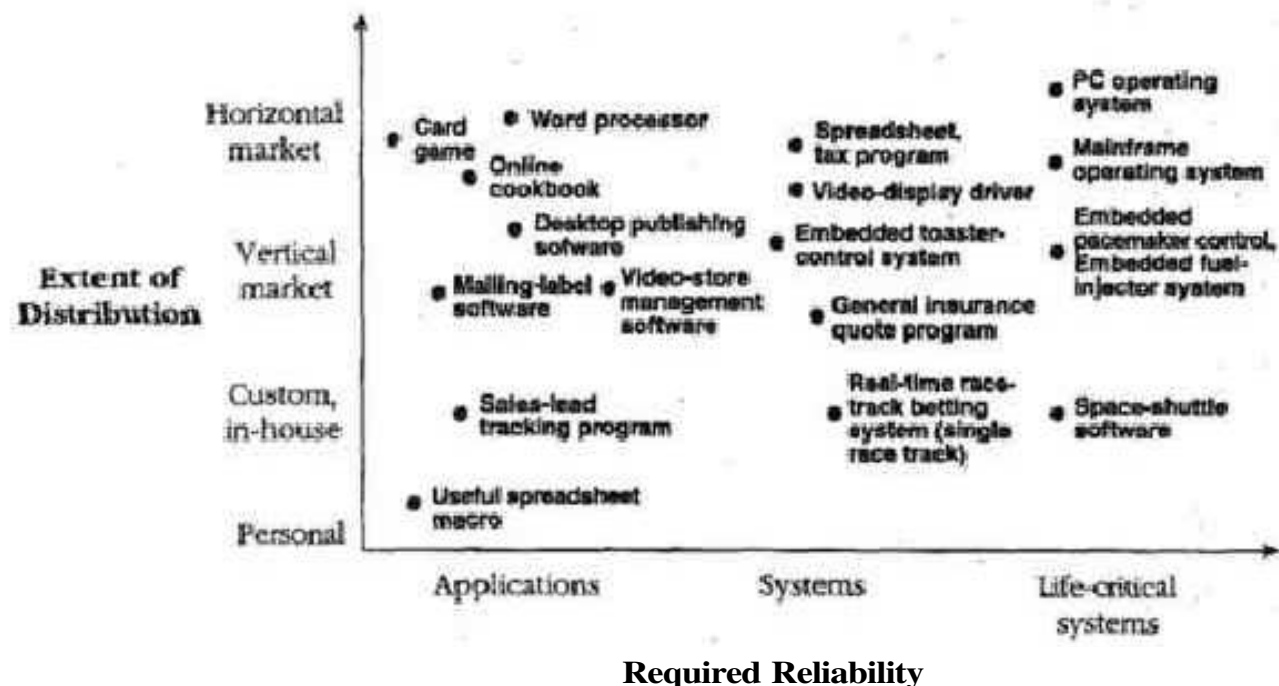 Horizontal
market
Card
game
Word processor
Online
cookbook
Spreadsheet,
tax program
Video-display driver
PC operating
system
Mainframe
operating system
Extent of
Distribution
Vertical
market
Desktop publishing
sofware
Mailing-label
software
Video-store
management
software
Embedded toaster-
control system
General insurance
quote program
Embedded
pacemaker control,
Embedded fuel-
injector system
Custom,
in-house
Sales-lead
tracking program
Real-time race-
track betting
system (single
race track)
Space-shuttle
software
Personal
Useful spreadsheet
macro
Applications
Systems
Life-critical
systems
Required Reliability